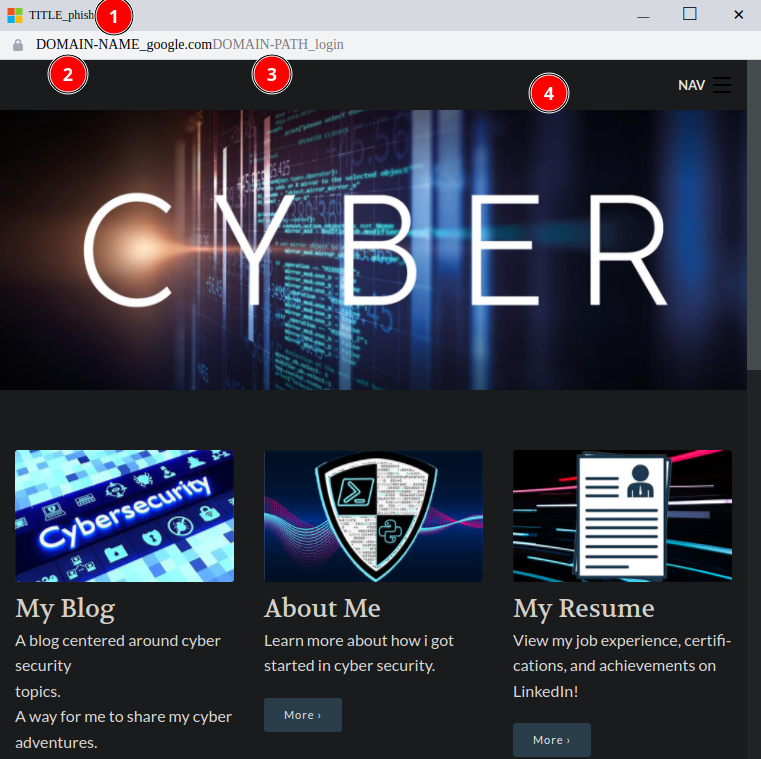 TITLE_phish
1
DOMAIN-NAME_google.comDOMAIN-PATH_login
2
3
4
NAV
CYBER
Cybersecurity
My Blog
A blog centered around cyber
security
topics.
A way for me to share my cyber
adventures.
About Me
Learn more about how i got
started in cyber security.
More ›
My Resume
View my job experience, certifi-
cations, and achievements on
LinkedIn!
More ›